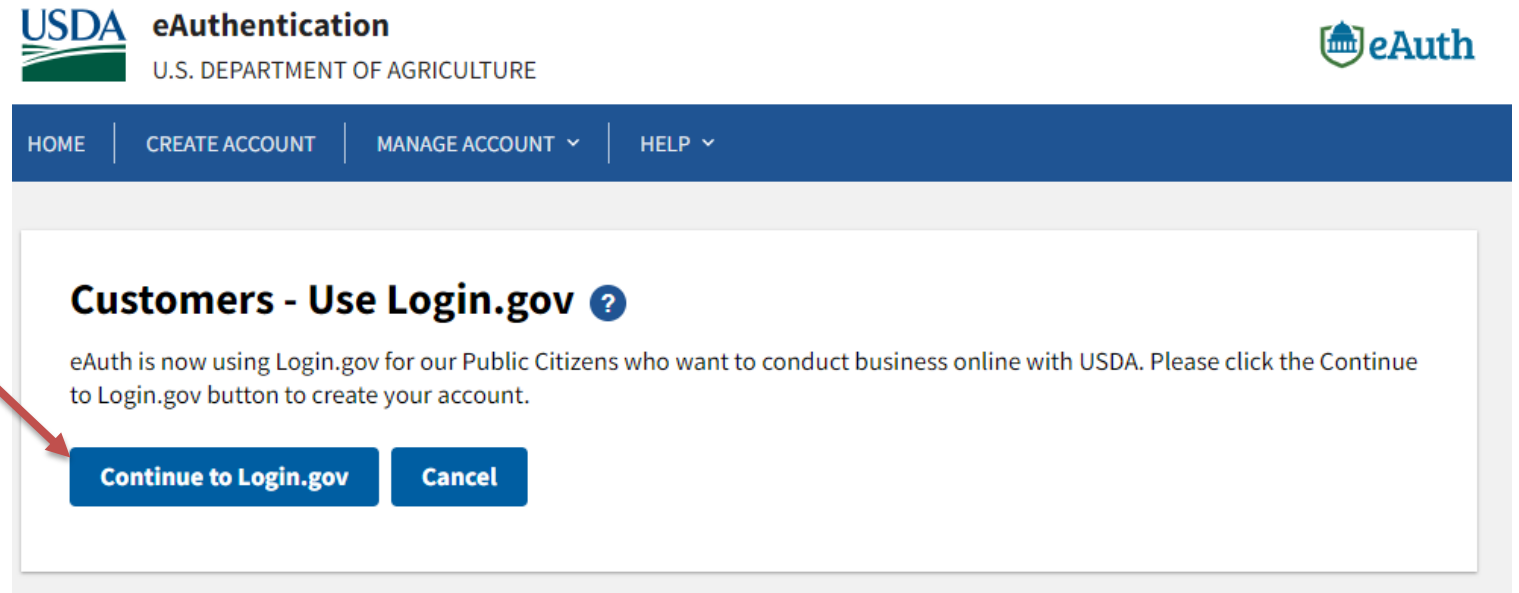 USDA eAuthentication
U.S. DEPARTMENT OF AGRICULTURE
eAuth
HOME CREATE ACCOUNT MANAGE ACCOUNT HELP
Customers - Use Login.gov ?
eAuth is now using Login.gov for our Public Citizens who want to conduct business online with USDA. Please click the Continue
to Login.gov button to create your account.
Continue to Login.gov Cancel